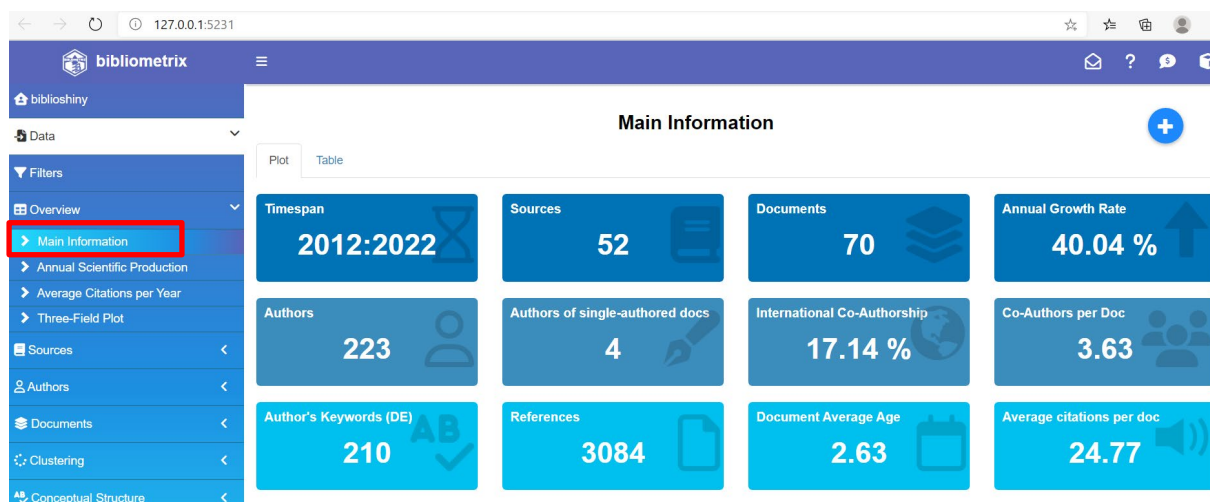 127.0.0.1:5231
bibliometrix
biblioshiny
Data
Filters
Overview
Main Information
Annual Scientific Production
Average Citations per Year
Three-Field Plot
Sources
Authors
Documents
Clustering
Conceptual Structure
Main Information
Plot Table
Timespan
2012:2022
Sources
52
Documents
70
Annual Growth Rate
40.04 %
Authors
223
Authors of single-authored docs
4
International Co-Authorship
17.14 %
Co-Authors per Doc
3.63
Author's Keywords (DE)
210
References
3084
Document Average Age
2.63
Average citations per doc
24.77